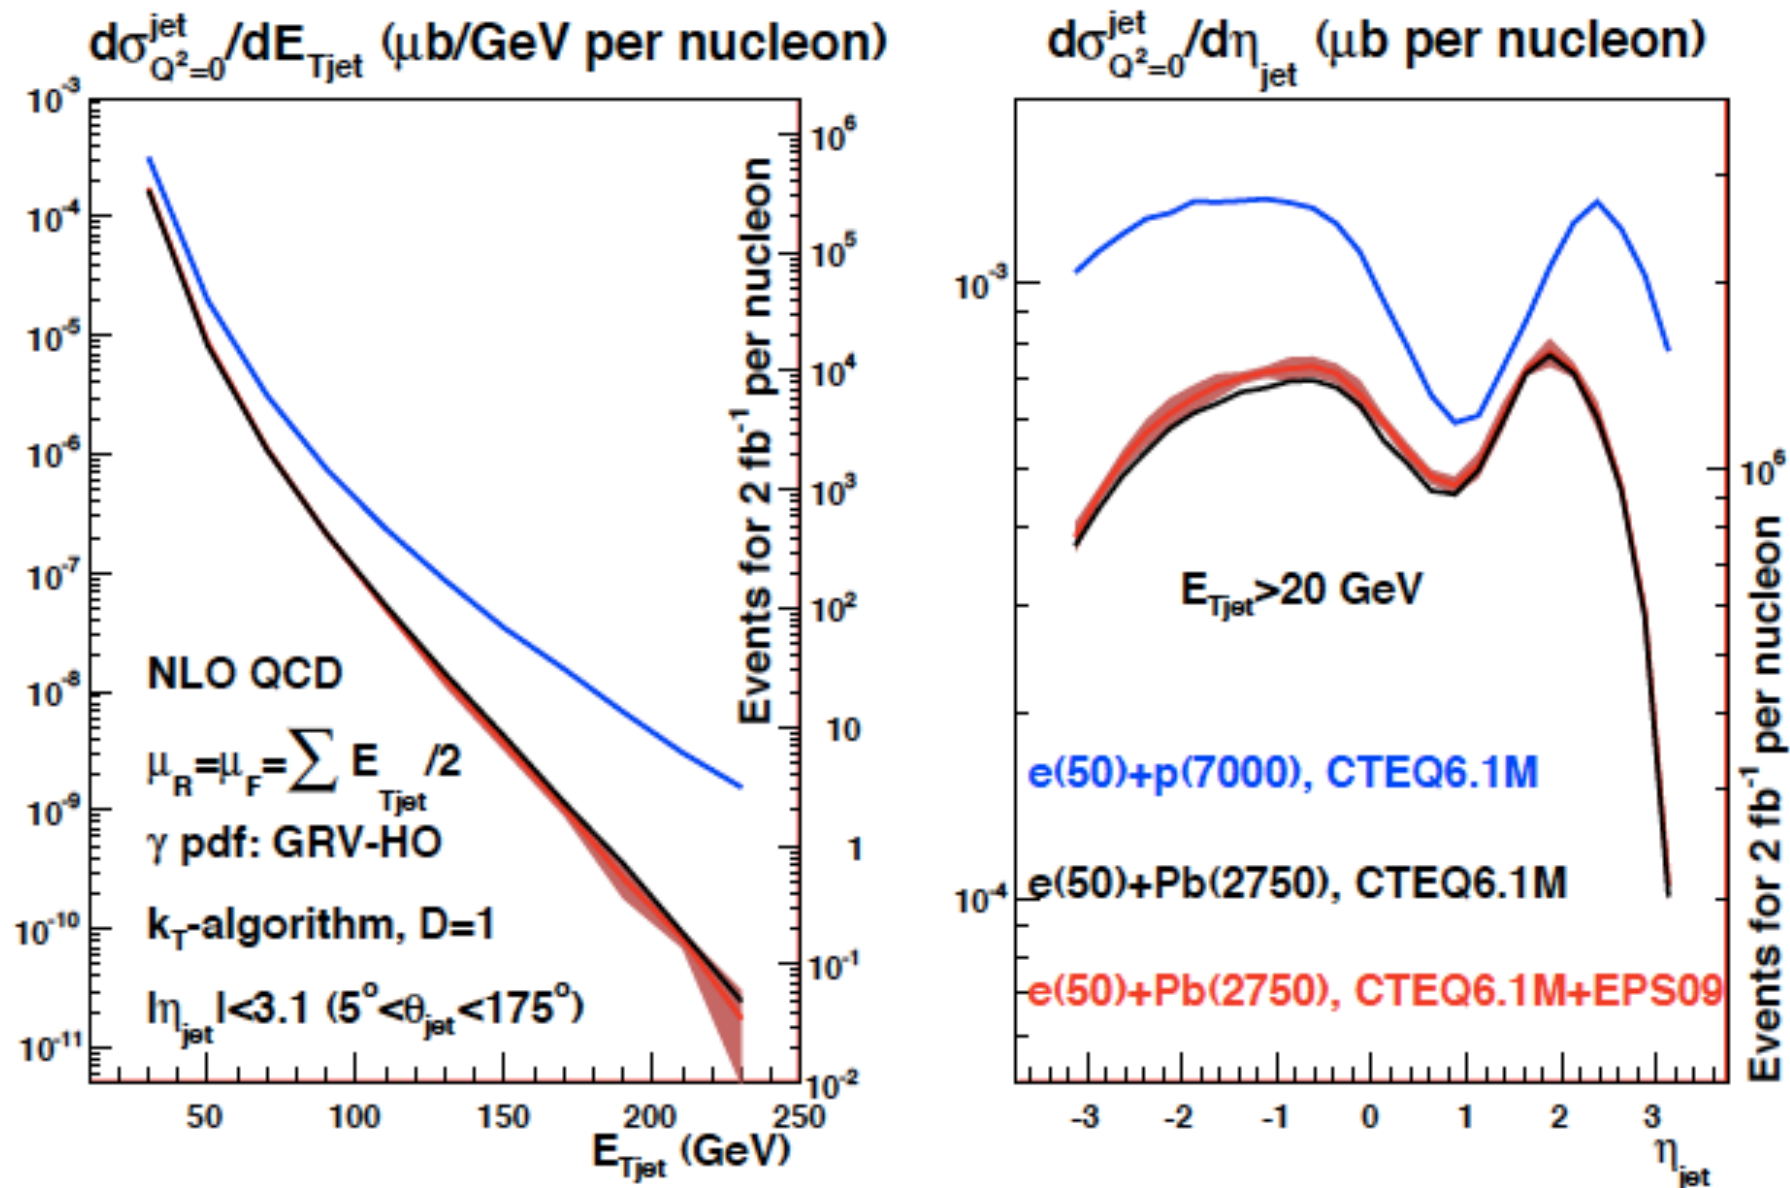 dσ^jet_Q²=0/dE_Tjet (μb/GeV per nucleon)
10^-3
10^-4
10^-5
10^-6
10^-7
10^-8
10^-9
10^-10
10^-11
NLO QCD
μ_R=μ_F=∑ E_Tjet/2
γ pdf: GRV-HO
k_T-algorithm, D=1
|η_jet|<3.1 (5°<θ_jet<175°)
50 100 150 200 250
E_Tjet (GeV)
10^6
10^5
10^4
10^3
10^2
10
1
10^-1
10^-2
Events for 2 fb^-1 per nucleon
dσ^jet_Q²=0/dη_jet (μb per nucleon)
10^-3
10^-4
E_Tjet>20 GeV
e(50)+p(7000), CTEQ6.1M
e(50)+Pb(2750), CTEQ6.1M
e(50)+Pb(2750), CTEQ6.1M+EPS09
-3 -2 -1 0 1 2 3
η_jet
10^6
Events for 2 fb^-1 per nucleon